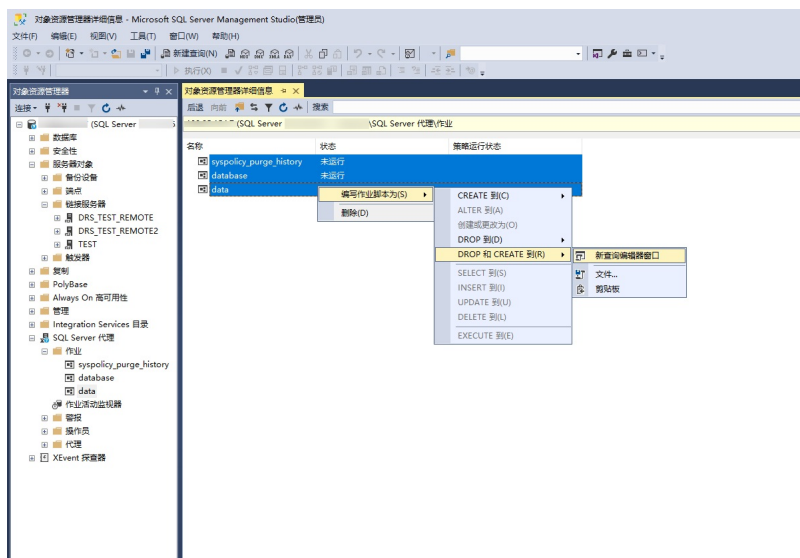 对象资源管理器详细信息 - Microsoft SQL Server Management Studio(管理员)
文件(F) 编辑(E) 视图(V) 工具(T) 窗口(W) 帮助(H)
新建查询(N)
执行(X)
对象资源管理器
对象资源管理器详细信息
连接
后退 向前 搜索
(SQL Server
(SQL Server \SQL Server 代理\作业
数据库
安全性
服务器对象
备份设备
端点
链接服务器
DRS_TEST_REMOTE
DRS_TEST_REMOTE2
TEST
触发器
复制
PolyBase
Always On 高可用性
管理
Integration Services 目录
SQL Server 代理
作业
syspolicy_purge_history
database
data
作业活动监视器
警报
操作员
代理
XEvent 探查器
名称 状态 策略运行状态
syspolicy_purge_history 未运行
database 未运行
data
编写作业脚本为(S)
删除(D)
CREATE 到(C)
ALTER 到(A)
创建或更改为(O)
DROP 到(D)
DROP 和 CREATE 到(R)
SELECT 到(S)
INSERT 到(I)
UPDATE 到(U)
DELETE 到(L)
EXECUTE 到(E)
新查询编辑器窗口
文件...
剪贴板